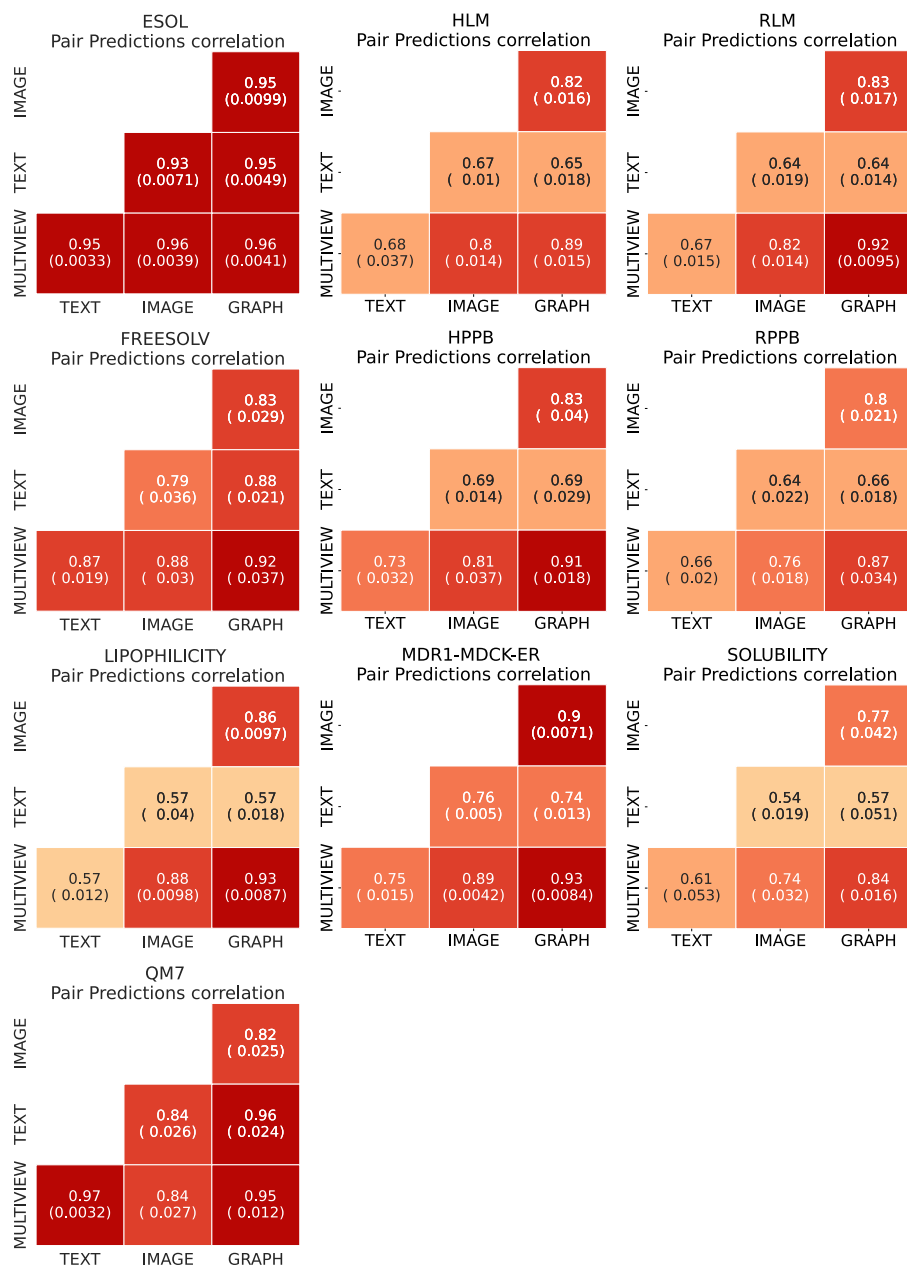 ESOL
Pair Predictions correlation
IMAGE
0.95
(0.0099)
TEXT
0.93
(0.0071)
0.95
(0.0049)
MULTIVIEW
0.95
(0.0033)
0.96
(0.0039)
0.96
(0.0041)
TEXT IMAGE GRAPH
HLM
Pair Predictions correlation
IMAGE
0.82
( 0.016)
TEXT
0.67
( 0.01)
0.65
( 0.018)
MULTIVIEW
0.68
( 0.037)
0.8
( 0.014)
0.89
( 0.015)
TEXT IMAGE GRAPH
RLM
Pair Predictions correlation
IMAGE
0.83
( 0.017)
TEXT
0.64
( 0.019)
0.64
( 0.014)
MULTIVIEW
0.67
( 0.015)
0.82
( 0.014)
0.92
(0.0095)
TEXT IMAGE GRAPH
FREESOLV
Pair Predictions correlation
IMAGE
0.83
( 0.029)
TEXT
0.79
( 0.036)
0.88
( 0.021)
MULTIVIEW
0.87
( 0.019)
0.88
( 0.03)
0.92
( 0.037)
TEXT IMAGE GRAPH
HPPB
Pair Predictions correlation
IMAGE
0.83
( 0.04)
TEXT
0.69
( 0.014)
0.69
( 0.029)
MULTIVIEW
0.73
( 0.032)
0.81
( 0.037)
0.91
( 0.018)
TEXT IMAGE GRAPH
RPPB
Pair Predictions correlation
IMAGE
0.8
( 0.021)
TEXT
0.64
( 0.022)
0.66
( 0.018)
MULTIVIEW
0.66
( 0.02)
0.76
( 0.018)
0.87
( 0.034)
TEXT IMAGE GRAPH
LIPOPHILICITY
Pair Predictions correlation
IMAGE
0.86
(0.0097)
TEXT
0.57
( 0.04)
0.57
( 0.018)
MULTIVIEW
0.57
( 0.012)
0.88
(0.0098)
0.93
(0.0087)
TEXT IMAGE GRAPH
MDR1-MDCK-ER
Pair Predictions correlation
IMAGE
0.9
(0.0071)
TEXT
0.76
( 0.005)
0.74
( 0.013)
MULTIVIEW
0.75
( 0.015)
0.89
(0.0042)
0.93
(0.0084)
TEXT IMAGE GRAPH
SOLUBILITY
Pair Predictions correlation
IMAGE
0.77
( 0.042)
TEXT
0.54
( 0.019)
0.57
( 0.051)
MULTIVIEW
0.61
( 0.053)
0.74
( 0.032)
0.84
( 0.016)
TEXT IMAGE GRAPH
QM7
Pair Predictions correlation
IMAGE
0.82
( 0.025)
TEXT
0.84
( 0.026)
0.96
( 0.024)
MULTIVIEW
0.97
(0.0032)
0.84
( 0.027)
0.95
( 0.012)
TEXT IMAGE GRAPH